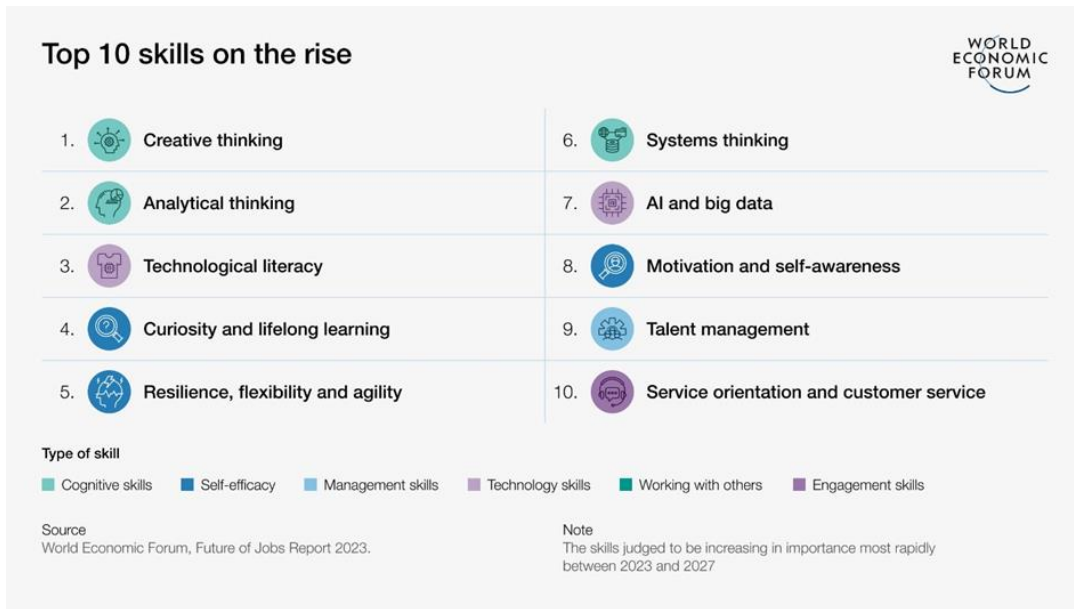 Top 10 skills on the rise
WORLD
ECONOMIC
FORUM
1. Creative thinking
2. Analytical thinking
3. Technological literacy
4. Curiosity and lifelong learning
5. Resilience, flexibility and agility
6. Systems thinking
7. AI and big data
8. Motivation and self-awareness
9. Talent management
10. Service orientation and customer service
Type of skill
Cognitive skills
Self-efficacy
Management skills
Technology skills
Working with others
Engagement skills
Source
World Economic Forum, Future of Jobs Report 2023.
Note
The skills judged to be increasing in importance most rapidly
between 2023 and 2027